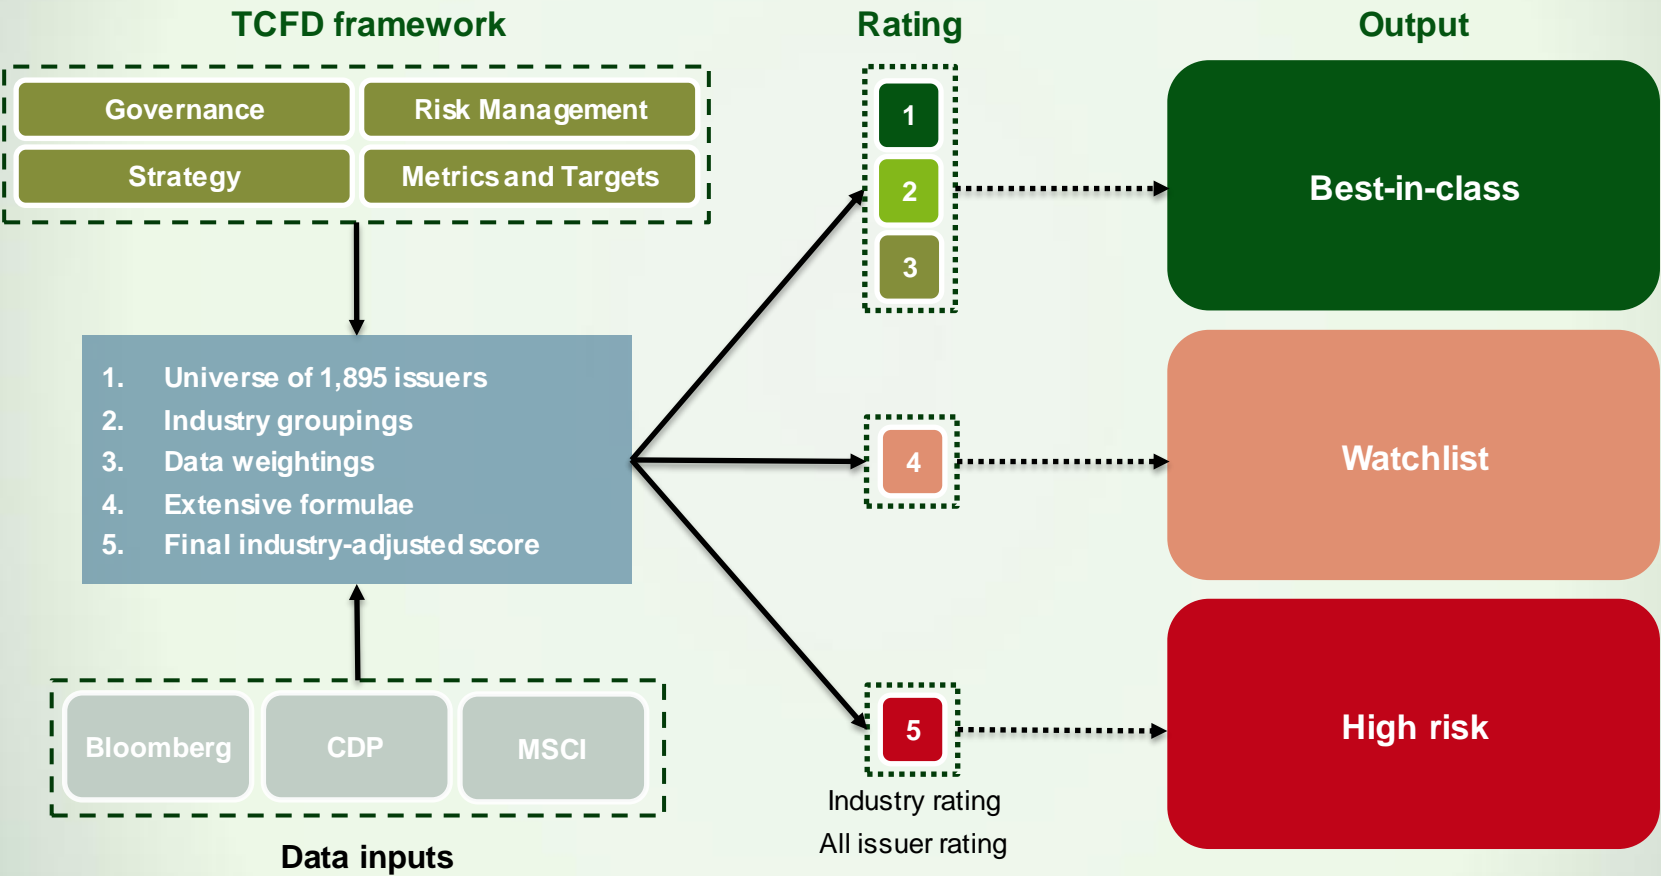 TCFD framework
Rating
Output
Governance
Risk Management
Strategy
Metrics and Targets
1
2
3
Best-in-class
1. Universe of 1,895 issuers
2. Industry groupings
3. Data weightings
4. Extensive formulae
5. Final industry-adjusted score
4
Watchlist
Bloomberg
CDP
MSCI
Data inputs
5
High risk
Industry rating
All issuer rating